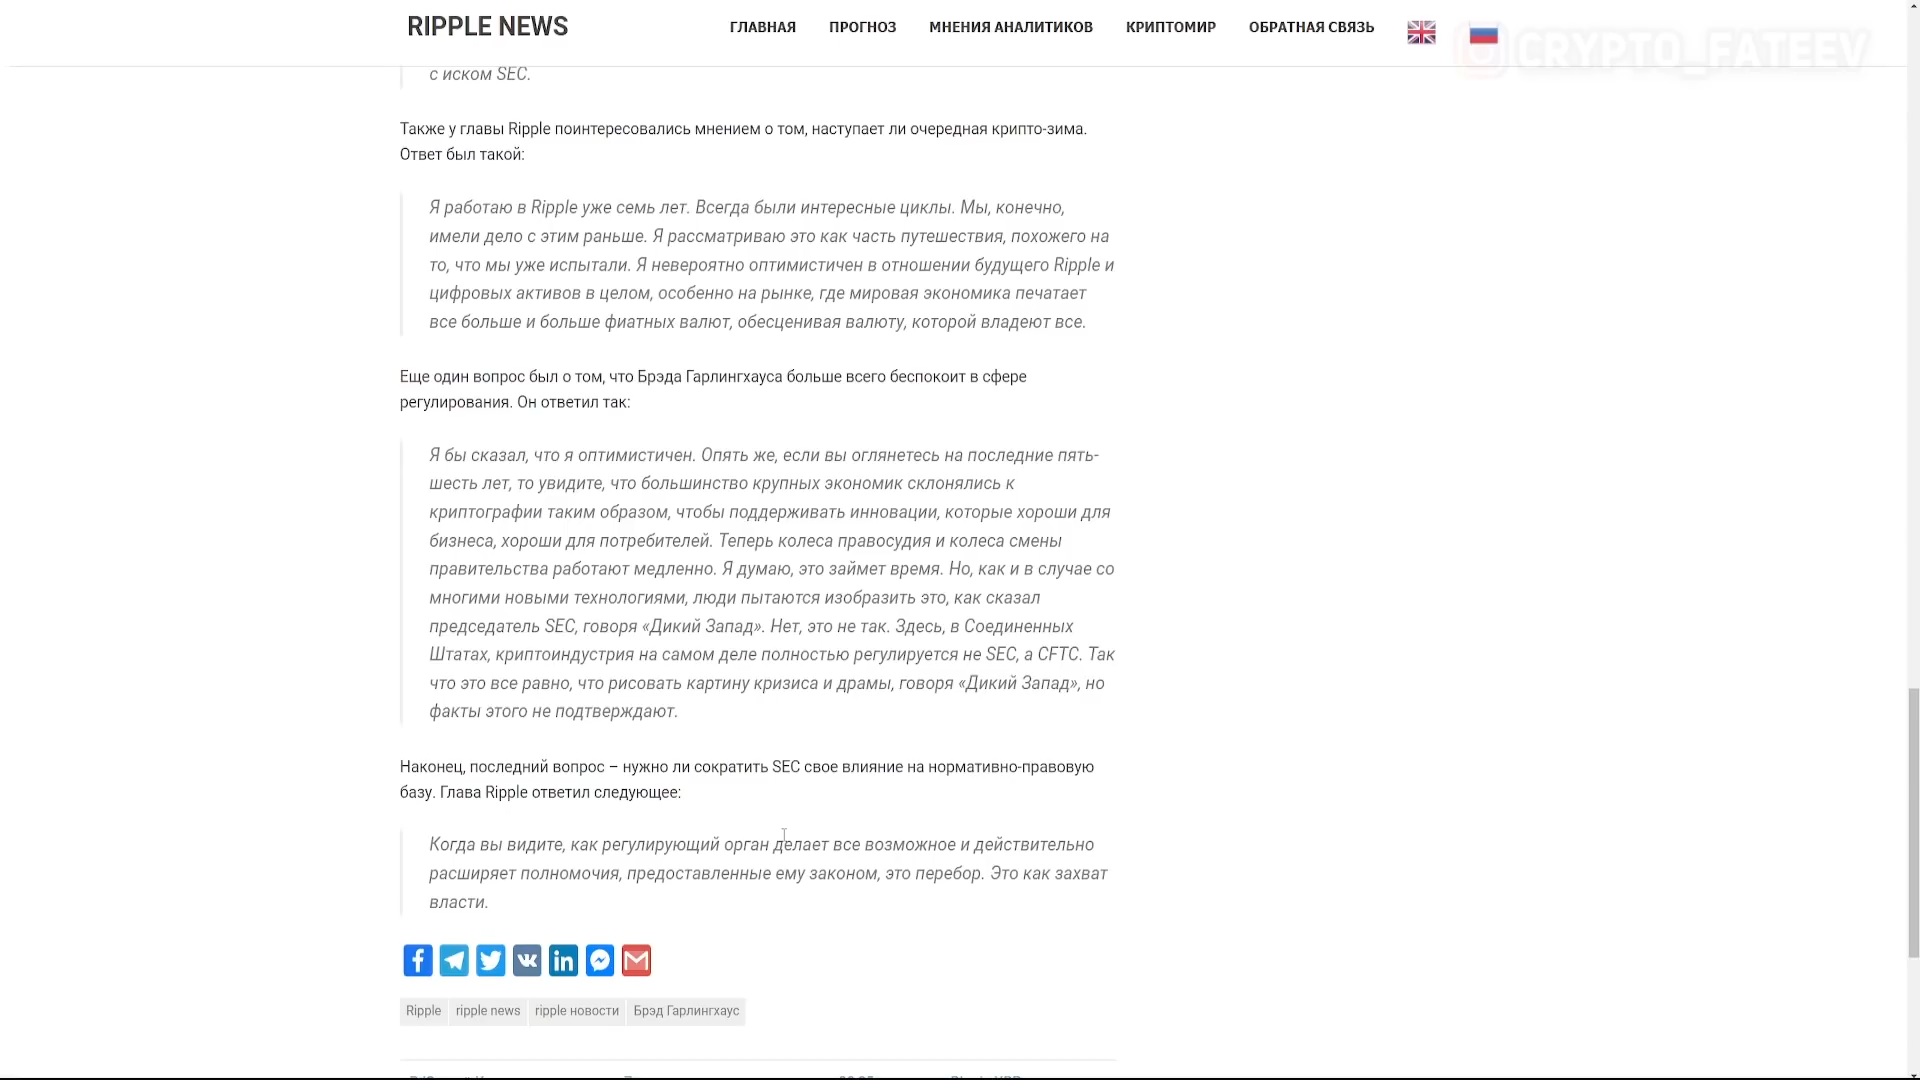 RIPPLE NEWS
ГЛАВНАЯ ПРОГНОЗ МНЕНИЯ АНАЛИТИКОВ КРИПТОМИР ОБРАТНАЯ СВЯЗЬ
CRYPTO_FATEEV
с иском SEC.
Также у главы Ripple поинтересовались мнением о том, наступает ли очередная крипто-зима.
Ответ был такой:
Я работаю в Ripple уже семь лет. Всегда были интересные циклы. Мы, конечно,
имели дело с этим раньше. Я рассматриваю это как часть путешествия, похожего на
то, что мы уже испытали. Я невероятно оптимистичен в отношении будущего Ripple и
цифровых активов в целом, особенно на рынке, где мировая экономика печатает
все больше и больше фиатных валют, обесценивая валюту, которой владеют все.
Еще один вопрос был о том, что Брэда Гарлингхауса больше всего беспокоит в сфере
регулирования. Он ответил так:
Я бы сказал, что я оптимистичен. Опять же, если вы оглянетесь на последние пять-
шесть лет, то увидите, что большинство крупных экономик склонялись к
криптографии таким образом, чтобы поддерживать инновации, которые хороши для
бизнеса, хороши для потребителей. Теперь колеса правосудия и колеса смены
правительства работают медленно. Я думаю, это займет время. Но, как и в случае со
многими новыми технологиями, люди пытаются изобразить это, как сказал
председатель SEC, говоря «Дикий Запад». Нет, это не так. Здесь, в Соединенных
Штатах, криптоиндустрия на самом деле полностью регулируется не SEC, а CFTC. Так
что это все равно, что рисовать картину кризиса и драмы, говоря «Дикий Запад», но
факты этого не подтверждают.
Наконец, последний вопрос – нужно ли сократить SEC свое влияние на нормативно-правовую
базу. Глава Ripple ответил следующее:
Когда вы видите, как регулирующий орган делает все возможное и действительно
расширяет полномочия, предоставленные ему законом, это перебор. Это как захват
власти.
Ripple ripple news ripple новости Брэд Гарлингхаус